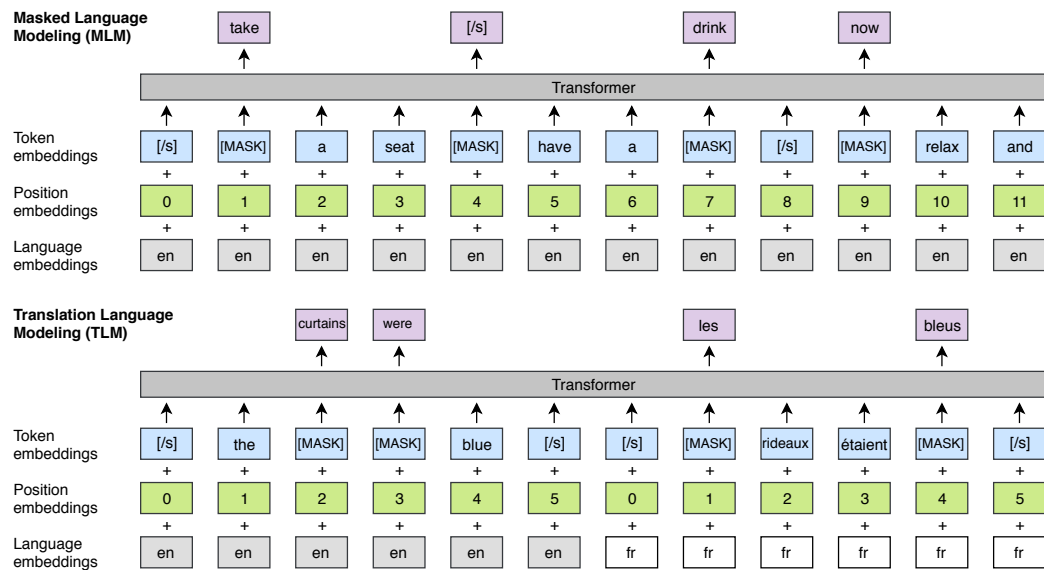 Masked Language
Modeling (MLM)
take [/s] drink now
Transformer
Token
embeddings
[/s] [MASK] a seat [MASK] have a [MASK] [/s] [MASK] relax and
+ + + + + + + + + + + +
Position
embeddings
0 1 2 3 4 5 6 7 8 9 10 11
+ + + + + + + + + + + +
Language
embeddings
en en en en en en en en en en en en
Translation Language
Modeling (TLM)
curtains were les bleus
Transformer
Token
embeddings
[/s] the [MASK] [MASK] blue [/s] [/s] [MASK] rideaux étaient [MASK] [/s]
+ + + + + + + + + + + +
Position
embeddings
0 1 2 3 4 5 0 1 2 3 4 5
+ + + + + + + + + + + +
Language
embeddings
en en en en en en fr fr fr fr fr fr